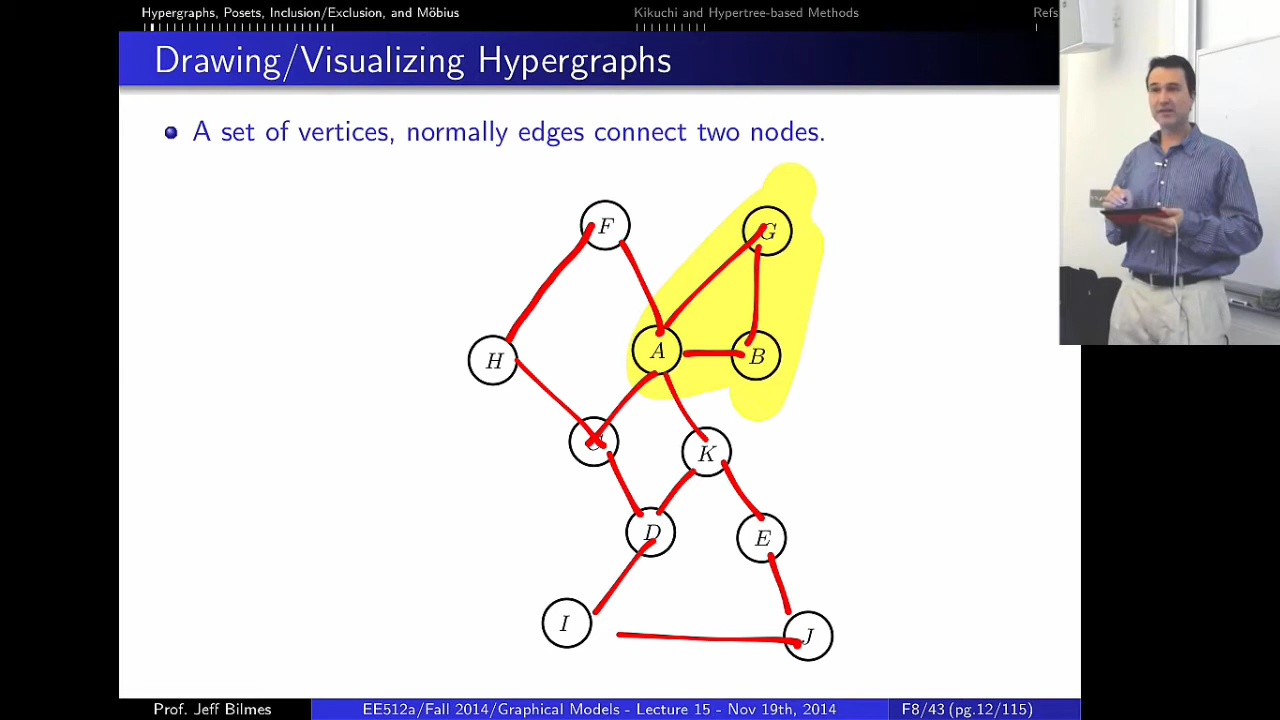 Hypergraphs, Posets, Inclusion/Exclusion, and Möbius Kikuchi and Hypertree-based Methods Refs
Drawing/Visualizing Hypergraphs
A set of vertices, normally edges connect two nodes.
F G
H A B
K
D E
I J
Prof. Jeff Bilmes EE512a/Fall 2014/Graphical Models - Lecture 15 - Nov 19th, 2014 F8/43 (pg.12/115)